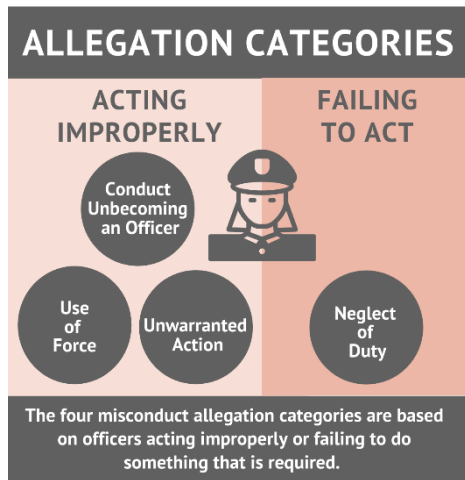 ALLEGATION CATEGORIES
ACTING
IMPROPERLY
FAILING
TO ACT
Conduct
Unbecoming
an Officer
Use
of
Force
Unwarranted
Action
Neglect
of
Duty
The four misconduct allegation categories are based
on officers acting improperly or failing to do
something that is required.